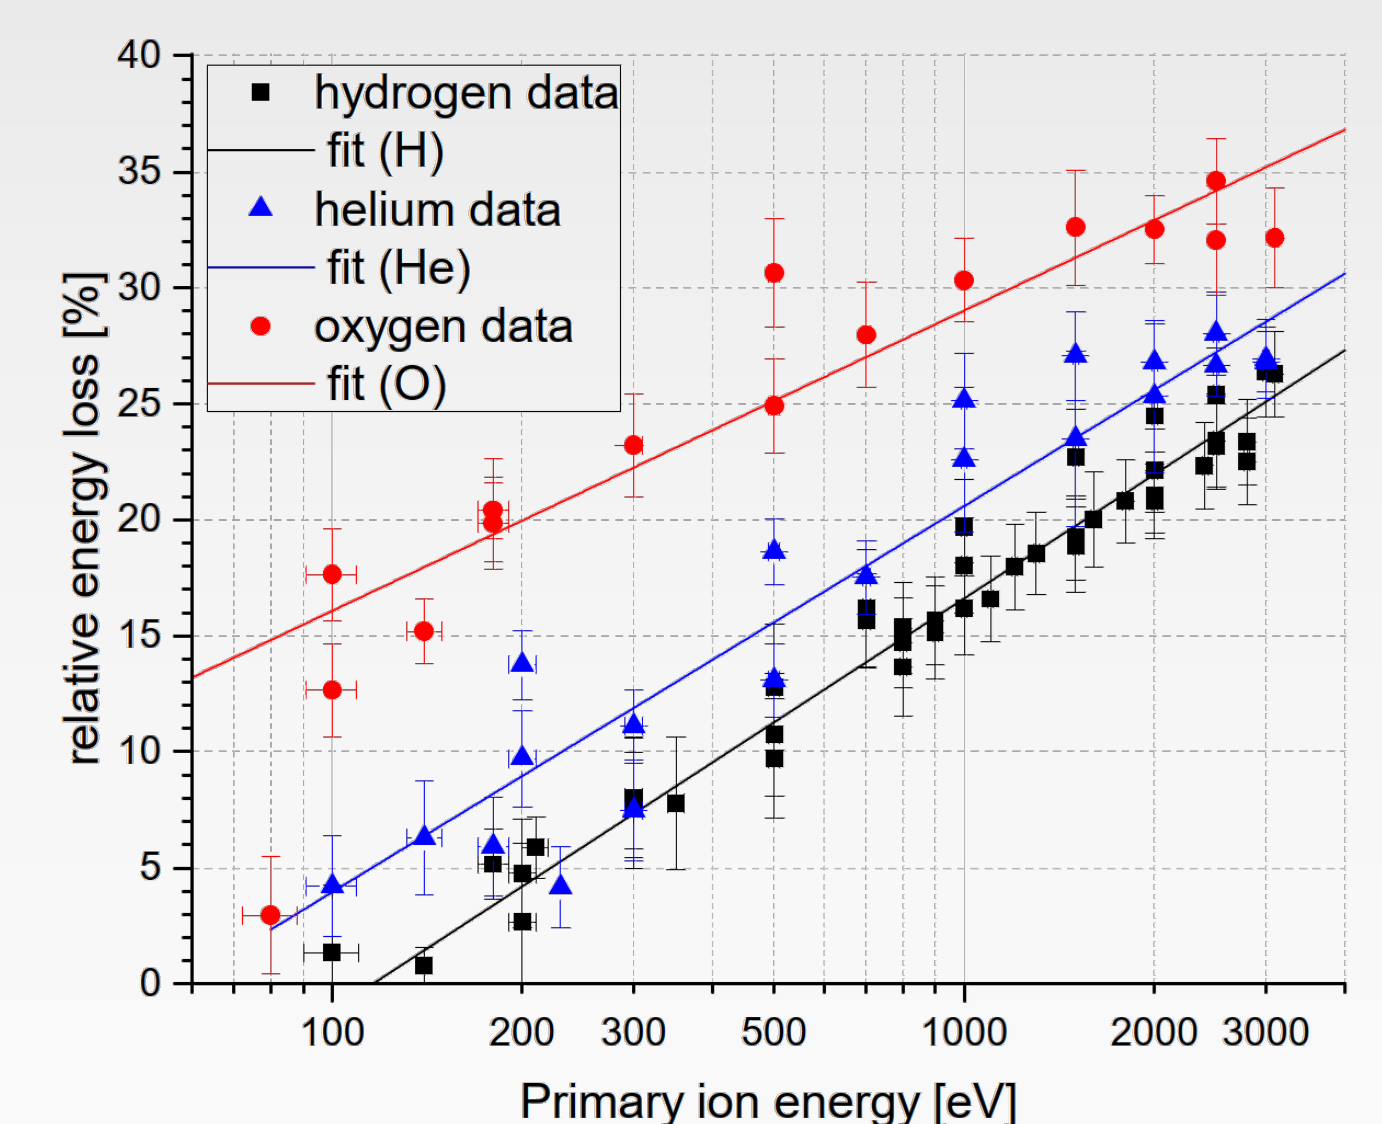 40
35
30
25
20
15
10
5
0
relative energy loss [%]
hydrogen data
fit (H)
helium data
fit (He)
oxygen data
fit (O)
100 200 300 500 1000 2000 3000
Primary ion energy [eV]